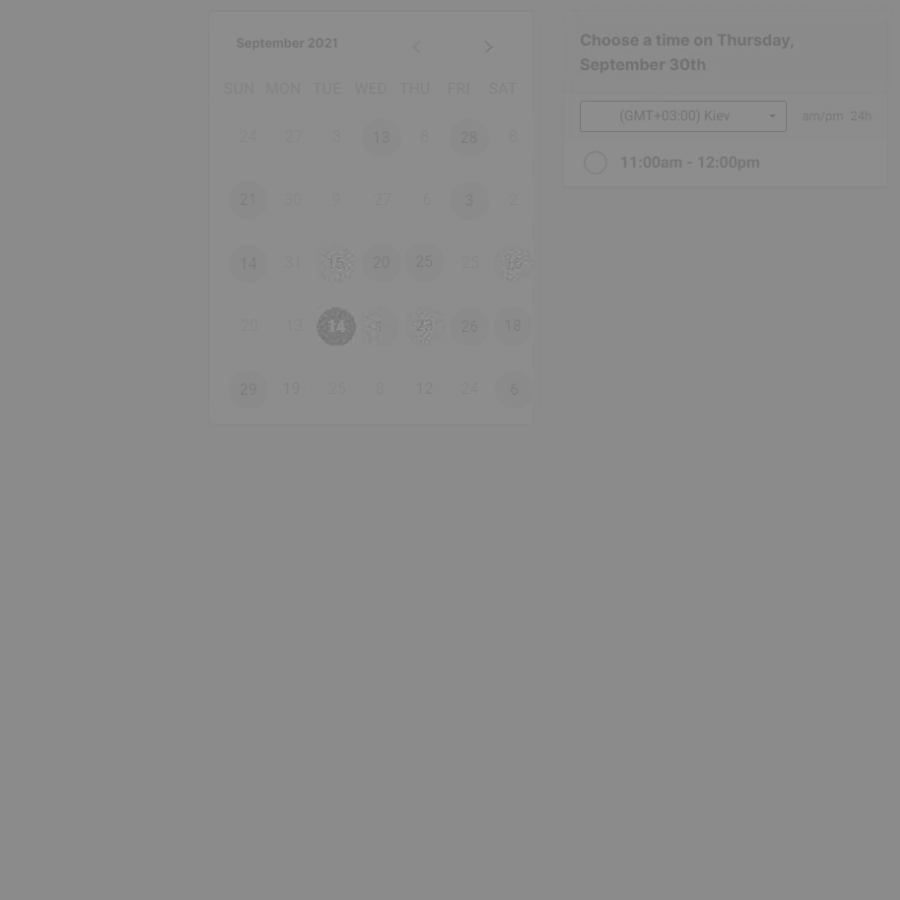 September 2021
SUN MON TUE WED THU FRI SAT
24 27 3 13 8 28 6
21 30 9 27 6 3 2
14 31 15 20 25 25 16
20 13 14 1 23 26 18
29 19 25 8 12 24 6
Choose a time on Thursday,
September 30th
(GMT+03:00) Kiev am/pm 24h
11:00am - 12:00pm